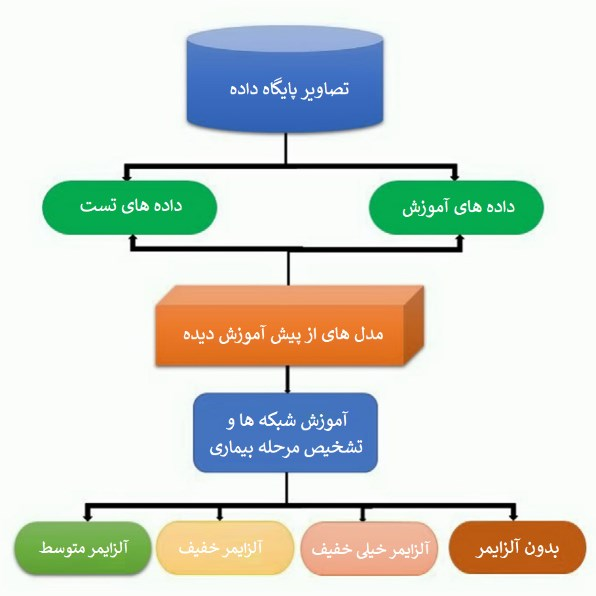 تصاویر پایگاه داده
داده های آموزش
داده های تست
مدل های از پیش آموزش دیده
آموزش شبکه ها و
تشخیص مرحله بیماری
بدون آلزایمر
آلزایمر خیلی خفیف
آلزایمر خفیف
آلزایمر متوسط